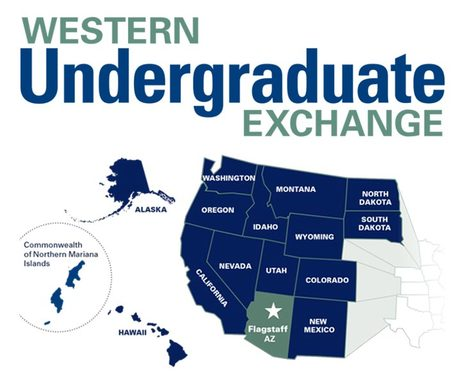 WESTERN
Undergraduate
EXCHANGE
WASHINGTON
MONTANA
NORTH
DAKOTA
ALASKA
OREGON
IDAHO
SOUTH
DAKOTA
WYOMING
Commonwealth
of Northern Mariana
Islands
NEVADA
UTAH
COLORADO
CALIFORNIA
HAWAII
Flagstaff
AZ
NEW
MEXICO